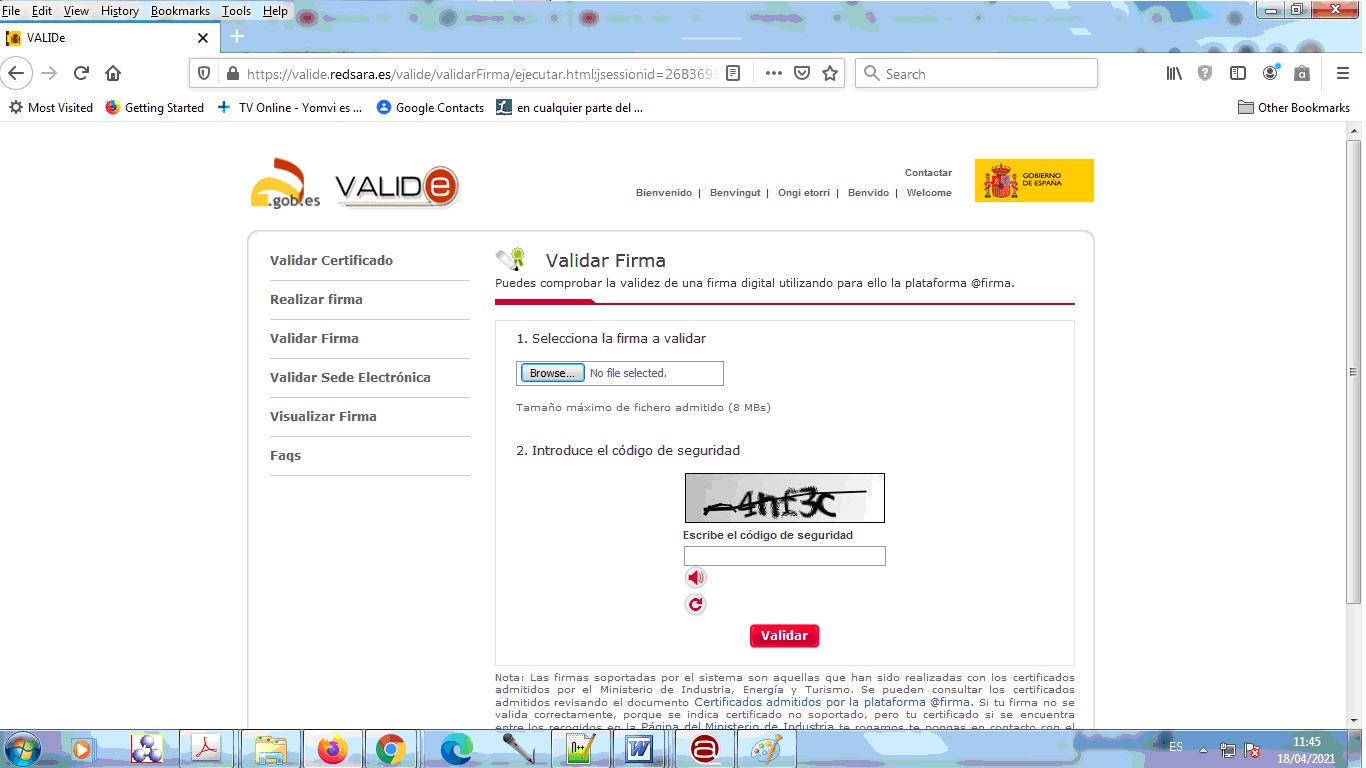 File Edit View History Bookmarks Tools Help
VALIDe
https://valide.redsara.es/valide/validarFirma/ejecutar.html;jsessionid=26B369
Search
Most Visited Getting Started TV Online - Yomvi es ... Google Contacts en cualquier parte del ... Other Bookmarks
.gob.es VALIDe
Contactar
Bienvenido | Benvingut | Ongi etorri | Benvido | Welcome
GOBIERNO
DE ESPAÑA
Validar Certificado
Realizar firma
Validar Firma
Validar Sede Electrónica
Visualizar Firma
Faqs
Validar Firma
Puedes comprobar la validez de una firma digital utilizando para ello la plataforma @firma.
1. Selecciona la firma a validar
Browse... No file selected.
Tamaño máximo de fichero admitido (8 MBs)
2. Introduce el código de seguridad
4nf3c
Escribe el código de seguridad
Validar
Nota: Las firmas soportadas por el sistema son aquellas que han sido realizadas con los certificados
admitidos por el Ministerio de Industria, Energía y Turismo. Se pueden consultar los certificados
admitidos revisando el documento Certificados admitidos por la plataforma @firma. Si tu firma no se
valida correctamente, porque se indica certificado no soportado, pero tu certificado si se encuentra
entre los recogidos en la Página del Ministerio de Industria te rogamos te pongas en contacto con el
ES
11:45
18/04/2021